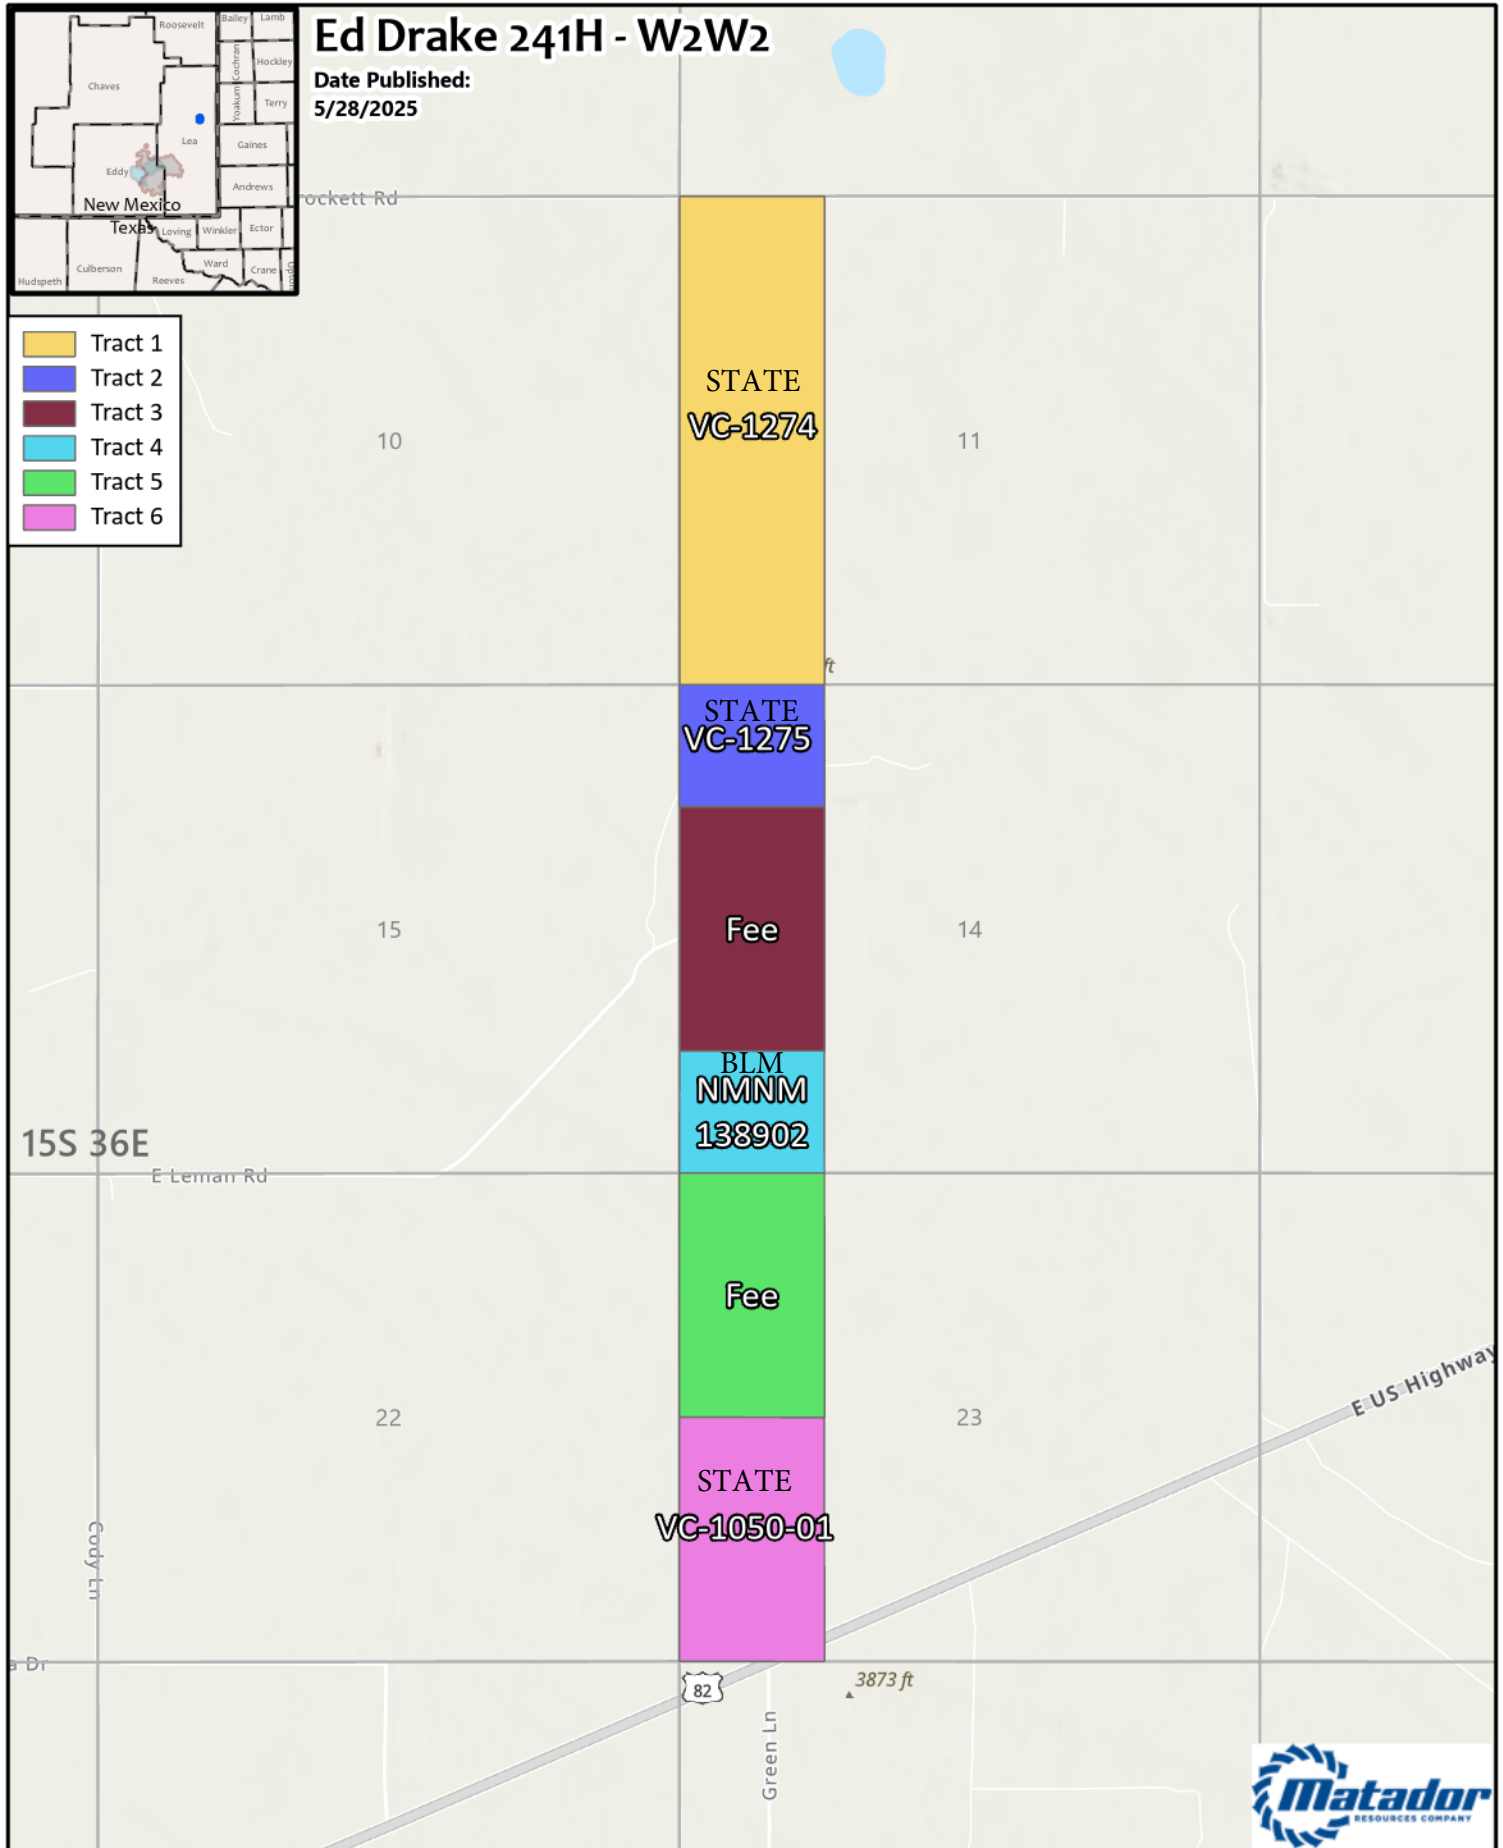 Ed Drake 241H - W2W2
Date Published:
5/28/2025
Roosevelt
Bailey
Lamb
Cochran
Hockley
Chaves
Yoakum
Terry
Lea
Gaines
Eddy
Andrews
New Mexico
Texas
Loving
Winkler
Ector
Ward
Crane
Upton
Culberson
Hudspeth
Reeves
ockett Rd
Tract 1
Tract 2
Tract 3
Tract 4
Tract 5
Tract 6
STATE
VC-1274
10
11
ft
STATE
VC-1275
Fee
15
14
BLM
NMNM
138902
15S 36E
E Leman Rd
Fee
22
23
E US Highway
STATE
VC-1050-01
Cody Ln
a Dr
82
3873 ft
Green Ln
Matador
RESOURCES COMPANY